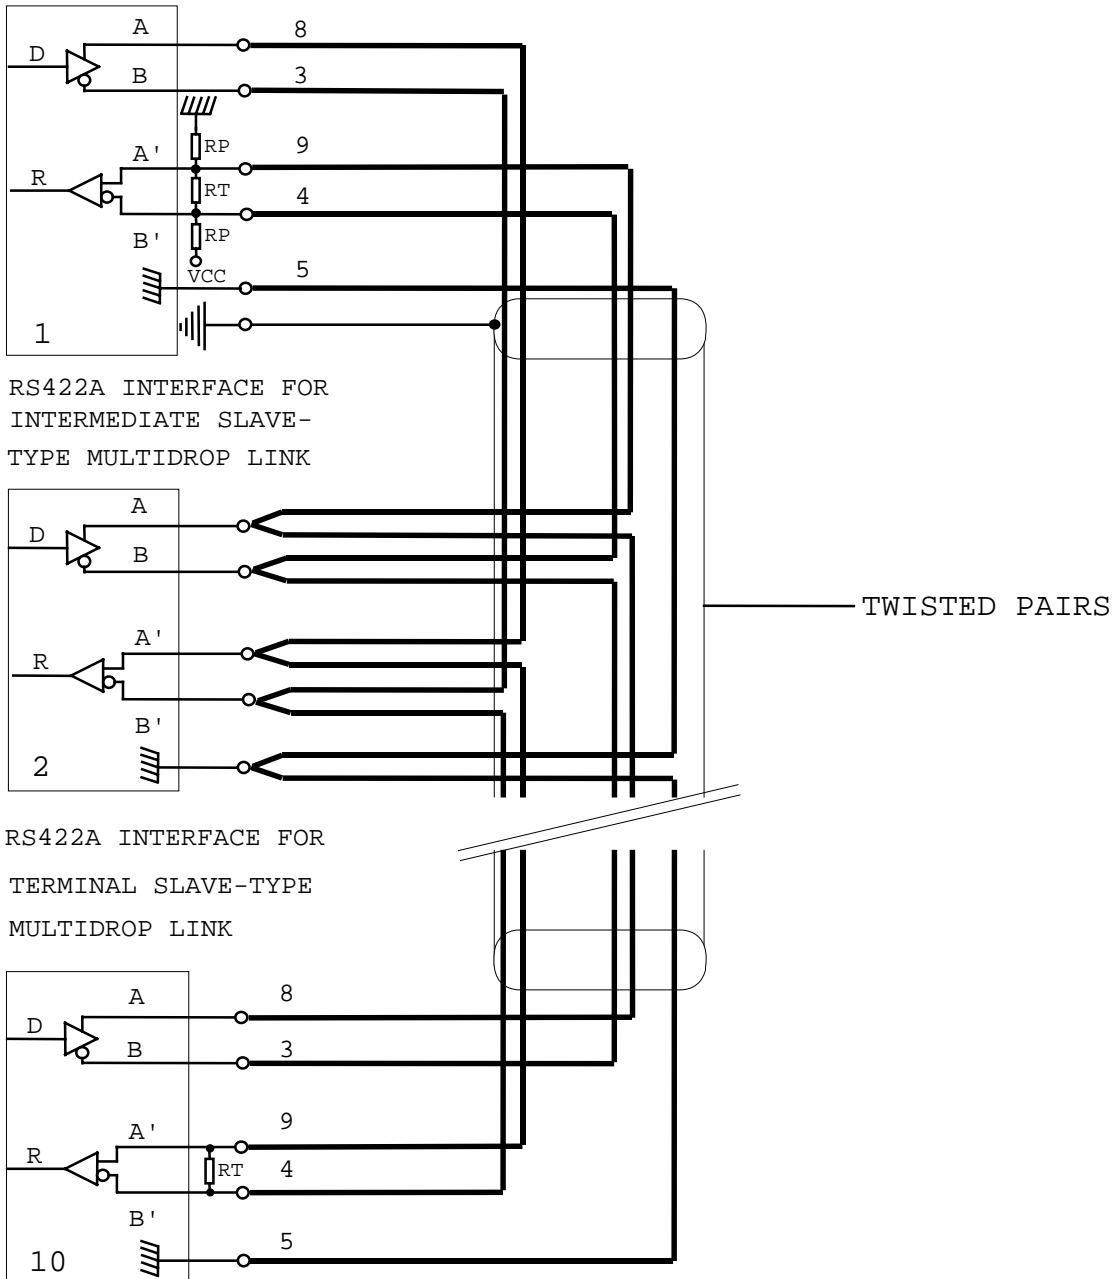 A
8
D
B
3
RP
A'
9
R
RT
4
B'
RP
VCC
5
1
RS422A INTERFACE FOR
INTERMEDIATE SLAVE-
TYPE MULTIDROP LINK
A
D
B
TWISTED PAIRS
A'
R
B'
2
RS422A INTERFACE FOR
TERMINAL SLAVE-TYPE
MULTIDROP LINK
A
8
D
B
3
A'
9
R
RT
4
B'
5
10